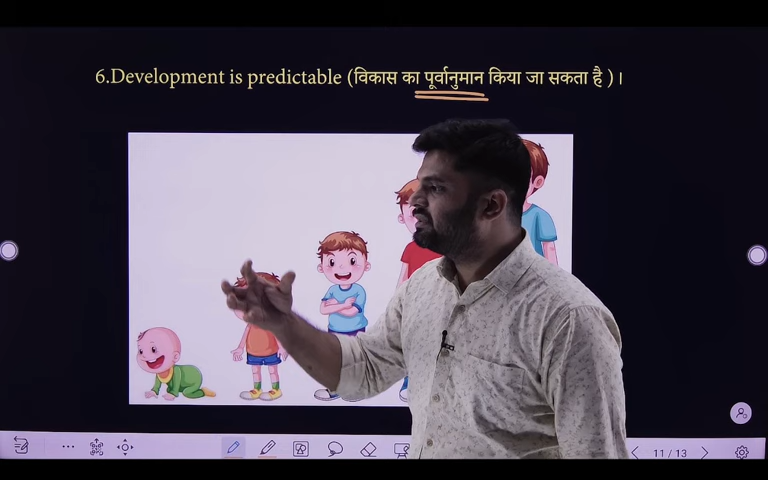 6.Development is predictable (विकास का पूर्वानुमान किया जा सकता है ) ।
11/13